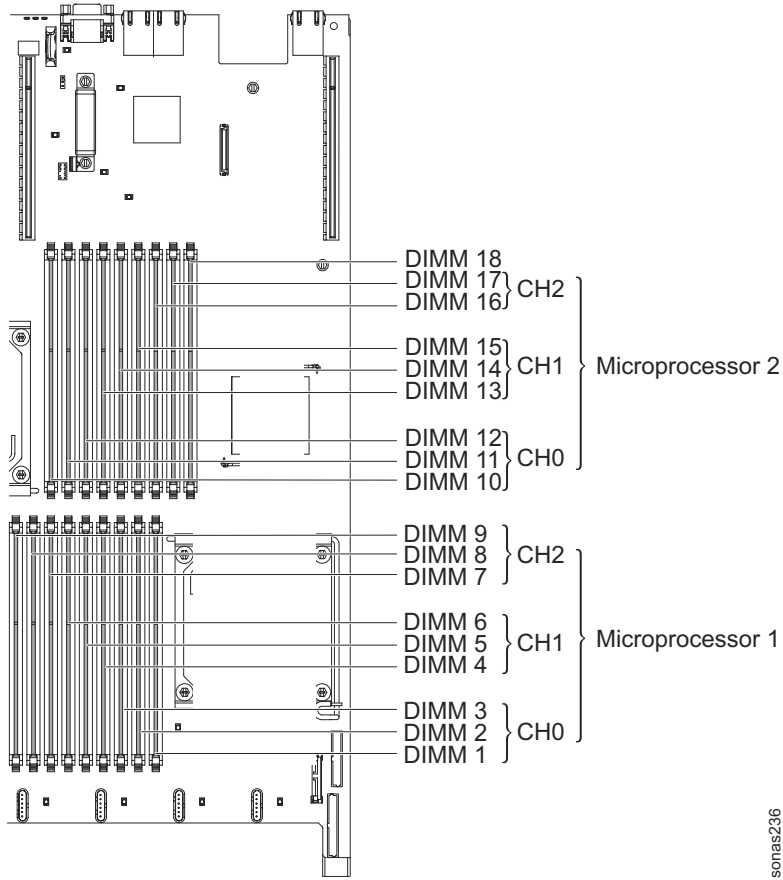 DIMM 18
DIMM 17
DIMM 16
CH2
DIMM 15
DIMM 14
DIMM 13
CH1
DIMM 12
DIMM 11
DIMM 10
CH0
Microprocessor 2
DIMM 9
DIMM 8
DIMM 7
CH2
DIMM 6
DIMM 5
DIMM 4
CH1
DIMM 3
DIMM 2
DIMM 1
CH0
Microprocessor 1
sonas236